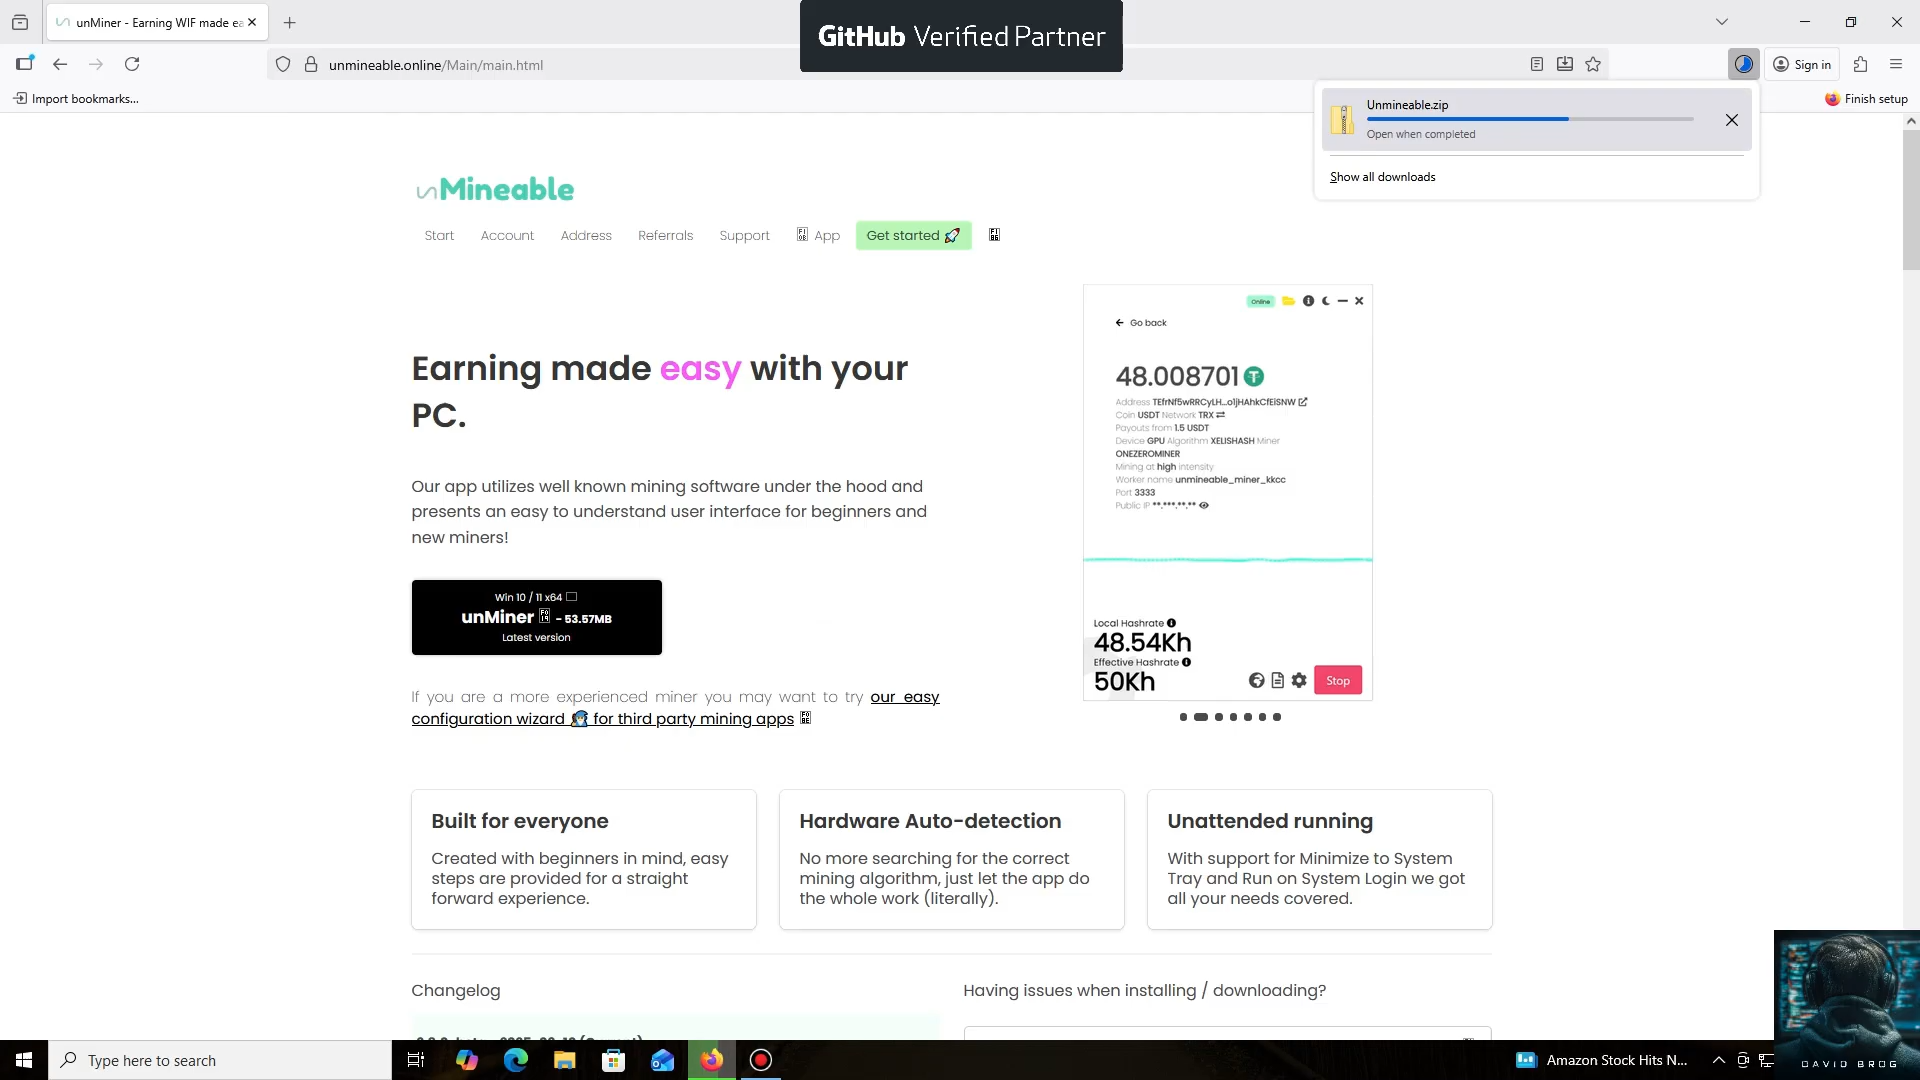 unMiner - Earning WIF made ea
GitHub Verified Partner
unmineable.online/Main/main.html
Sign in
Import bookmarks...
Finish setup
Unmineable.zip
Open when completed
Show all downloads
unMineable
Start
Account
Address
Referrals
Support
App
Get started 🚀
Earning made easy with your
PC.
Our app utilizes well known mining software under the hood and
presents an easy to understand user interface for beginners and
new miners!
Win 10 / 11 x64
unMiner - 53.57MB
Latest version
If you are a more experienced miner you may want to try our easy
configuration wizard for third party mining apps
Online
Go back
48.008701
Address TEfrNf5wRRCyLH...o1jHAhkCfEiSNW
Coin USDT Network TRX
Payouts from 1.5 USDT
Device GPU Algorithm XELISHASH Miner
ONEZEROMINER
Mining at high intensity
Worker name unmineable_miner_kkcc
Port 3333
Public IP **.***.**.**
Local Hashrate
48.54Kh
Effective Hashrate
50Kh
Stop
Built for everyone
Created with beginners in mind, easy
steps are provided for a straight
forward experience.
Hardware Auto-detection
No more searching for the correct
mining algorithm, just let the app do
the whole work (literally).
Unattended running
With support for Minimize to System
Tray and Run on System Login we got
all your needs covered.
Changelog
Having issues when installing / downloading?
Type here to search
Amazon Stock Hits N...
DAVID BROG